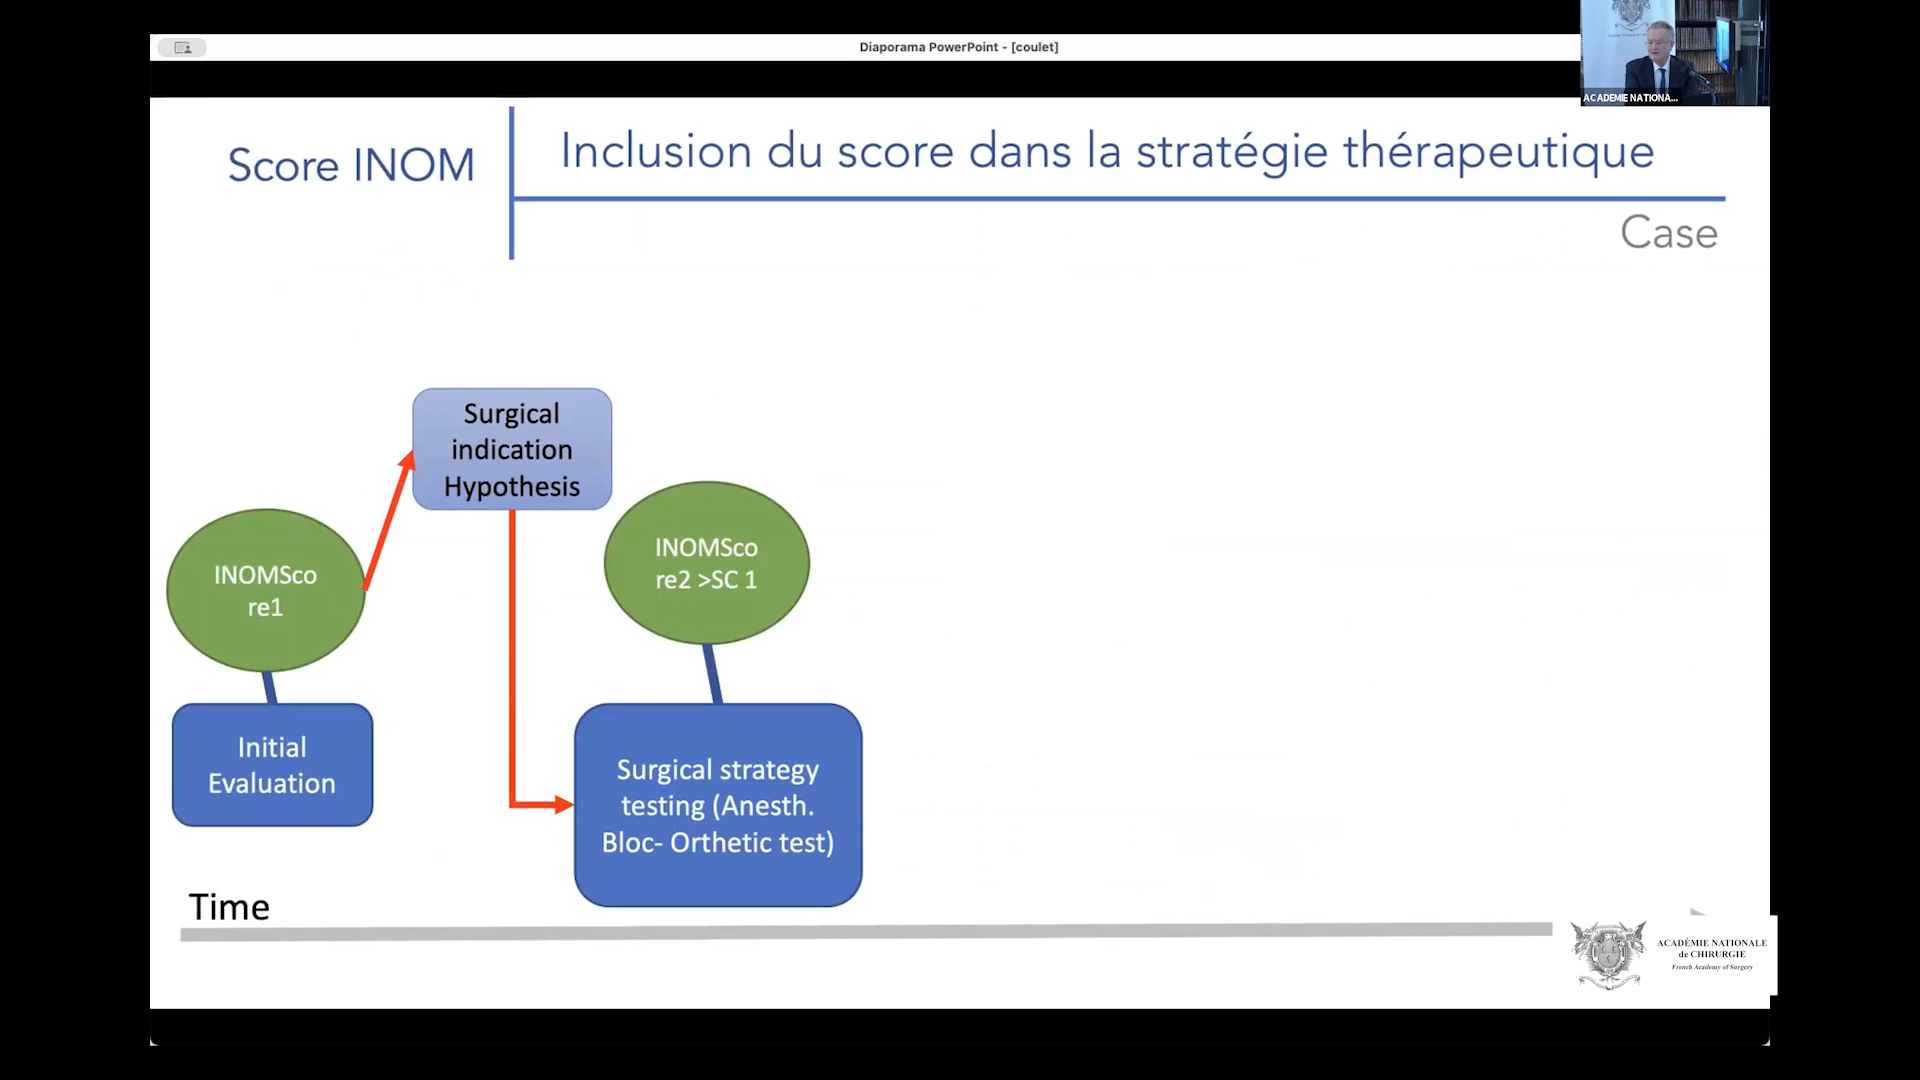 Diaporama PowerPoint - [coulet]
ACADEMIE NATIONA...
Score INOM
Inclusion du score dans la stratégie thérapeutique
Case
Surgical
indication
Hypothesis
INOMSco
re1
INOMSco
re2 >SC 1
Initial
Evaluation
Surgical strategy
testing (Anesth.
Bloc- Orthetic test)
Time
ACADÉMIE NATIONALE
de CHIRURGIE
French Academy of Surgery